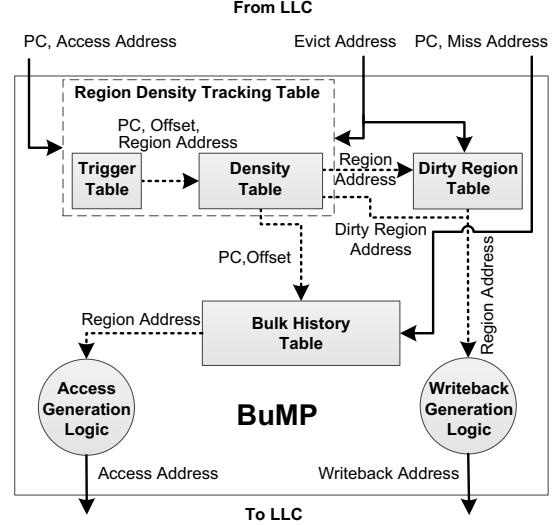 From LLC
PC, Access Address
Evict Address
PC, Miss Address
Region Density Tracking Table
PC, Offset,
Region Address
Trigger
Table
Density
Table
Region
Address
Dirty Region
Table
Dirty Region
Address
PC,Offset
Region Address
Region Address
Bulk History
Table
Access
Generation
Logic
BuMP
Writeback
Generation
Logic
Access Address
Writeback Address
To LLC